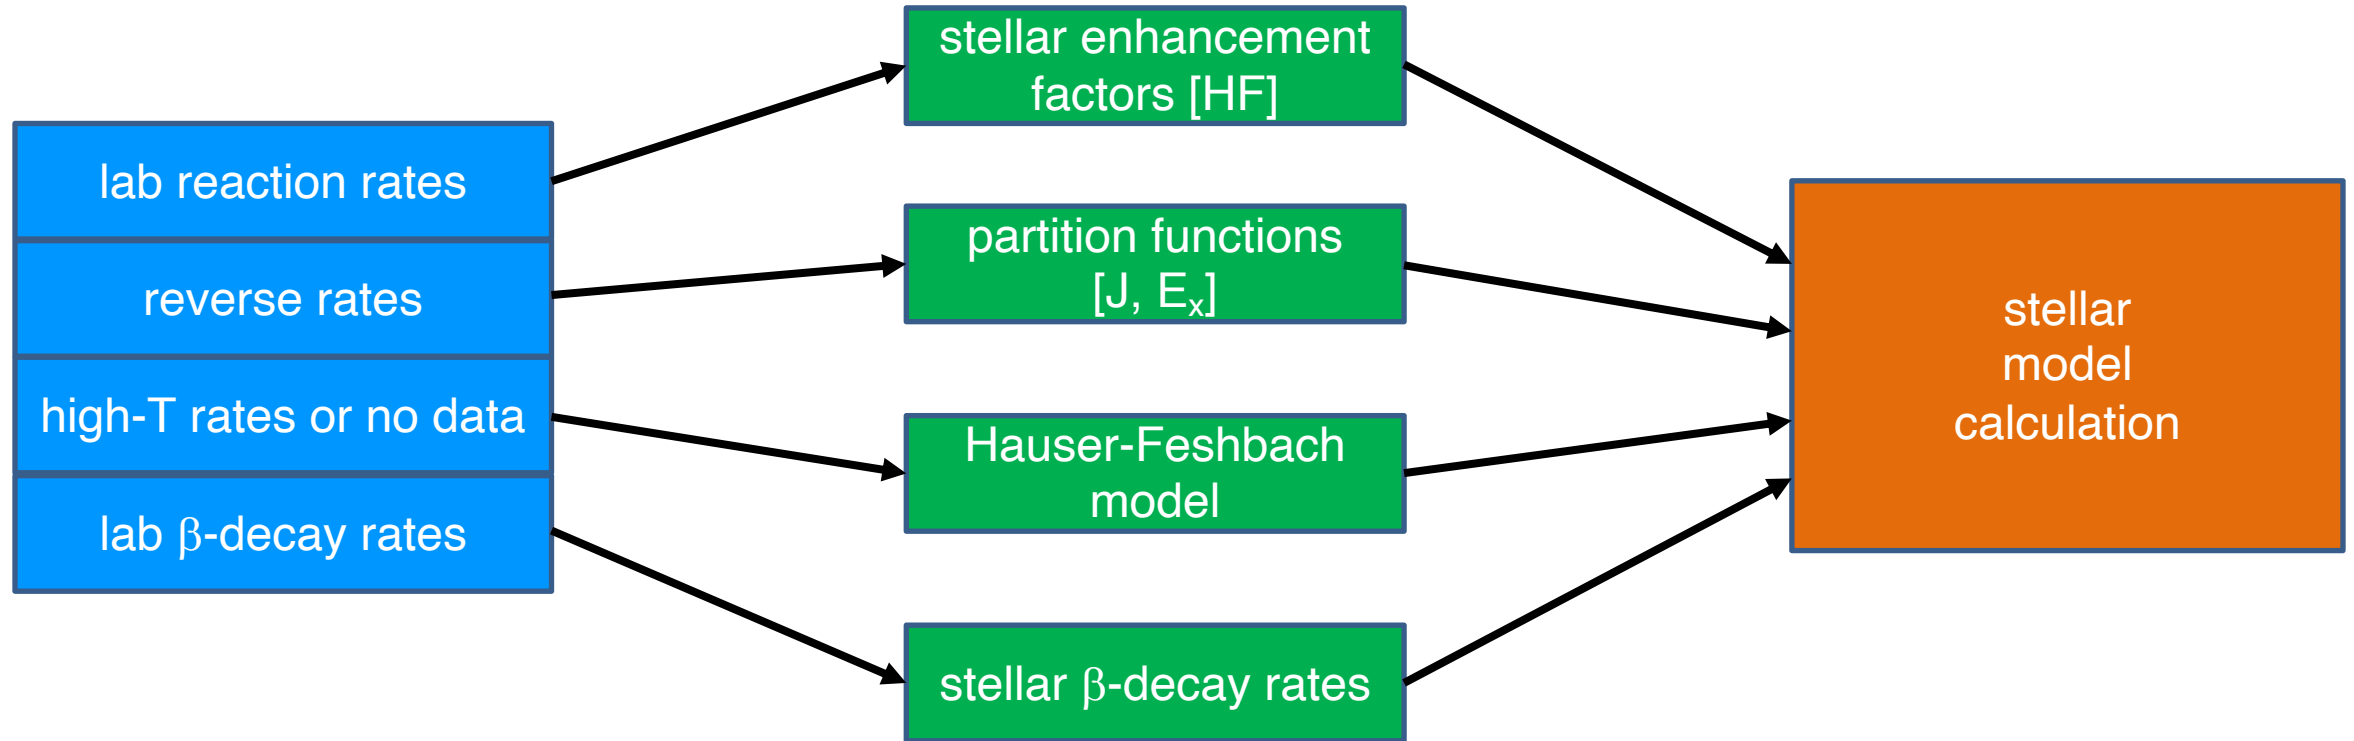 lab reaction rates
reverse rates
high-T rates or no data
lab β-decay rates
stellar enhancement
factors [HF]
partition functions
[J, Eₓ]
Hauser-Feshbach
model
stellar β-decay rates
stellar
model
calculation